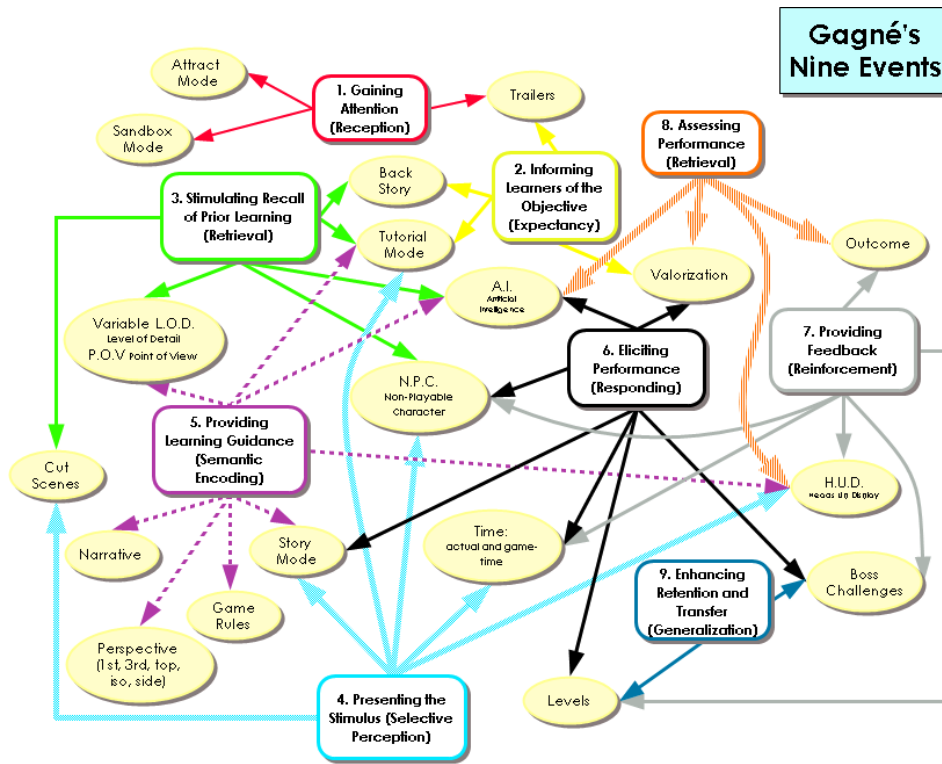 Gagné's
Nine Events
Attract
Mode
1. Gaining
Attention
(Reception)
Trailers
Sandbox
Mode
8. Assessing
Performance
(Retrieval)
Back
Story
2. Informing
Learners of the
Objective
(Expectancy)
3. Stimulating Recall
of Prior Learning
(Retrieval)
Tutorial
Mode
Outcome
Valorization
A.I.
Artificial
Intelligence
Variable L.O.D.
Level of Detail
P.O.V Point of View
6. Eliciting
Performance
(Responding)
7. Providing
Feedback
(Reinforcement)
N.P.C.
Non-Playable
Character
5. Providing
Learning Guidance
(Semantic
Encoding)
Cut
Scenes
H.U.D.
Heads Up Display
Narrative
Story
Mode
Time:
actual and game-
time
Boss
Challenges
9. Enhancing
Retention and
Transfer
(Generalization)
Game
Rules
Perspective
(1st, 3rd, top,
iso, side)
4. Presenting the
Stimulus (Selective
Perception)
Levels